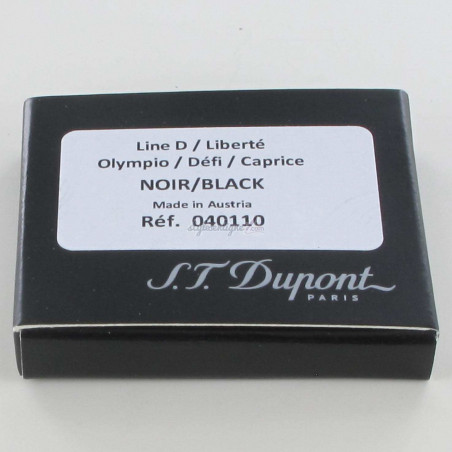 Line D / Liberté
Olympio / Défi / Caprice
NOIR/BLACK
Made in Austria
Réf. 040110
S.T. Dupont
PARIS